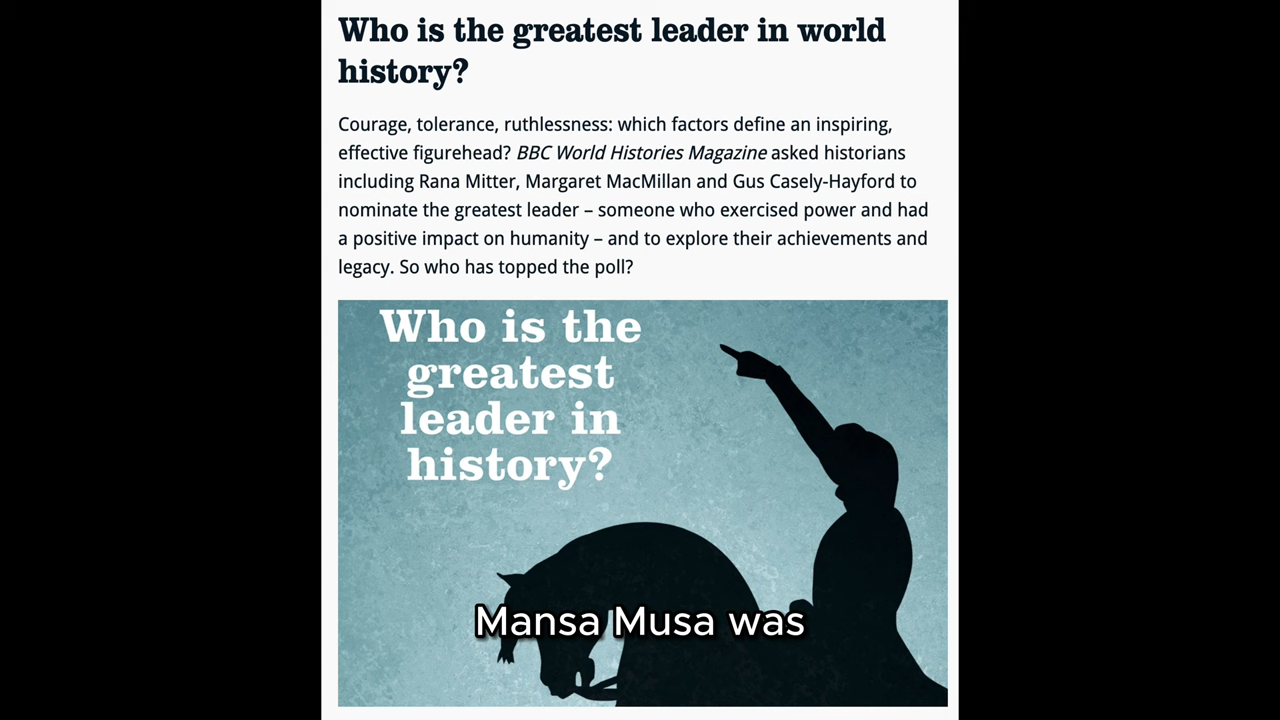 Who is the greatest leader in world
history?
Courage, tolerance, ruthlessness: which factors define an inspiring,
effective figurehead? BBC World Histories Magazine asked historians
including Rana Mitter, Margaret MacMillan and Gus Casely-Hayford to
nominate the greatest leader – someone who exercised power and had
a positive impact on humanity – and to explore their achievements and
legacy. So who has topped the poll?
Who is the
greatest
leader in
history?
Mansa Musa was